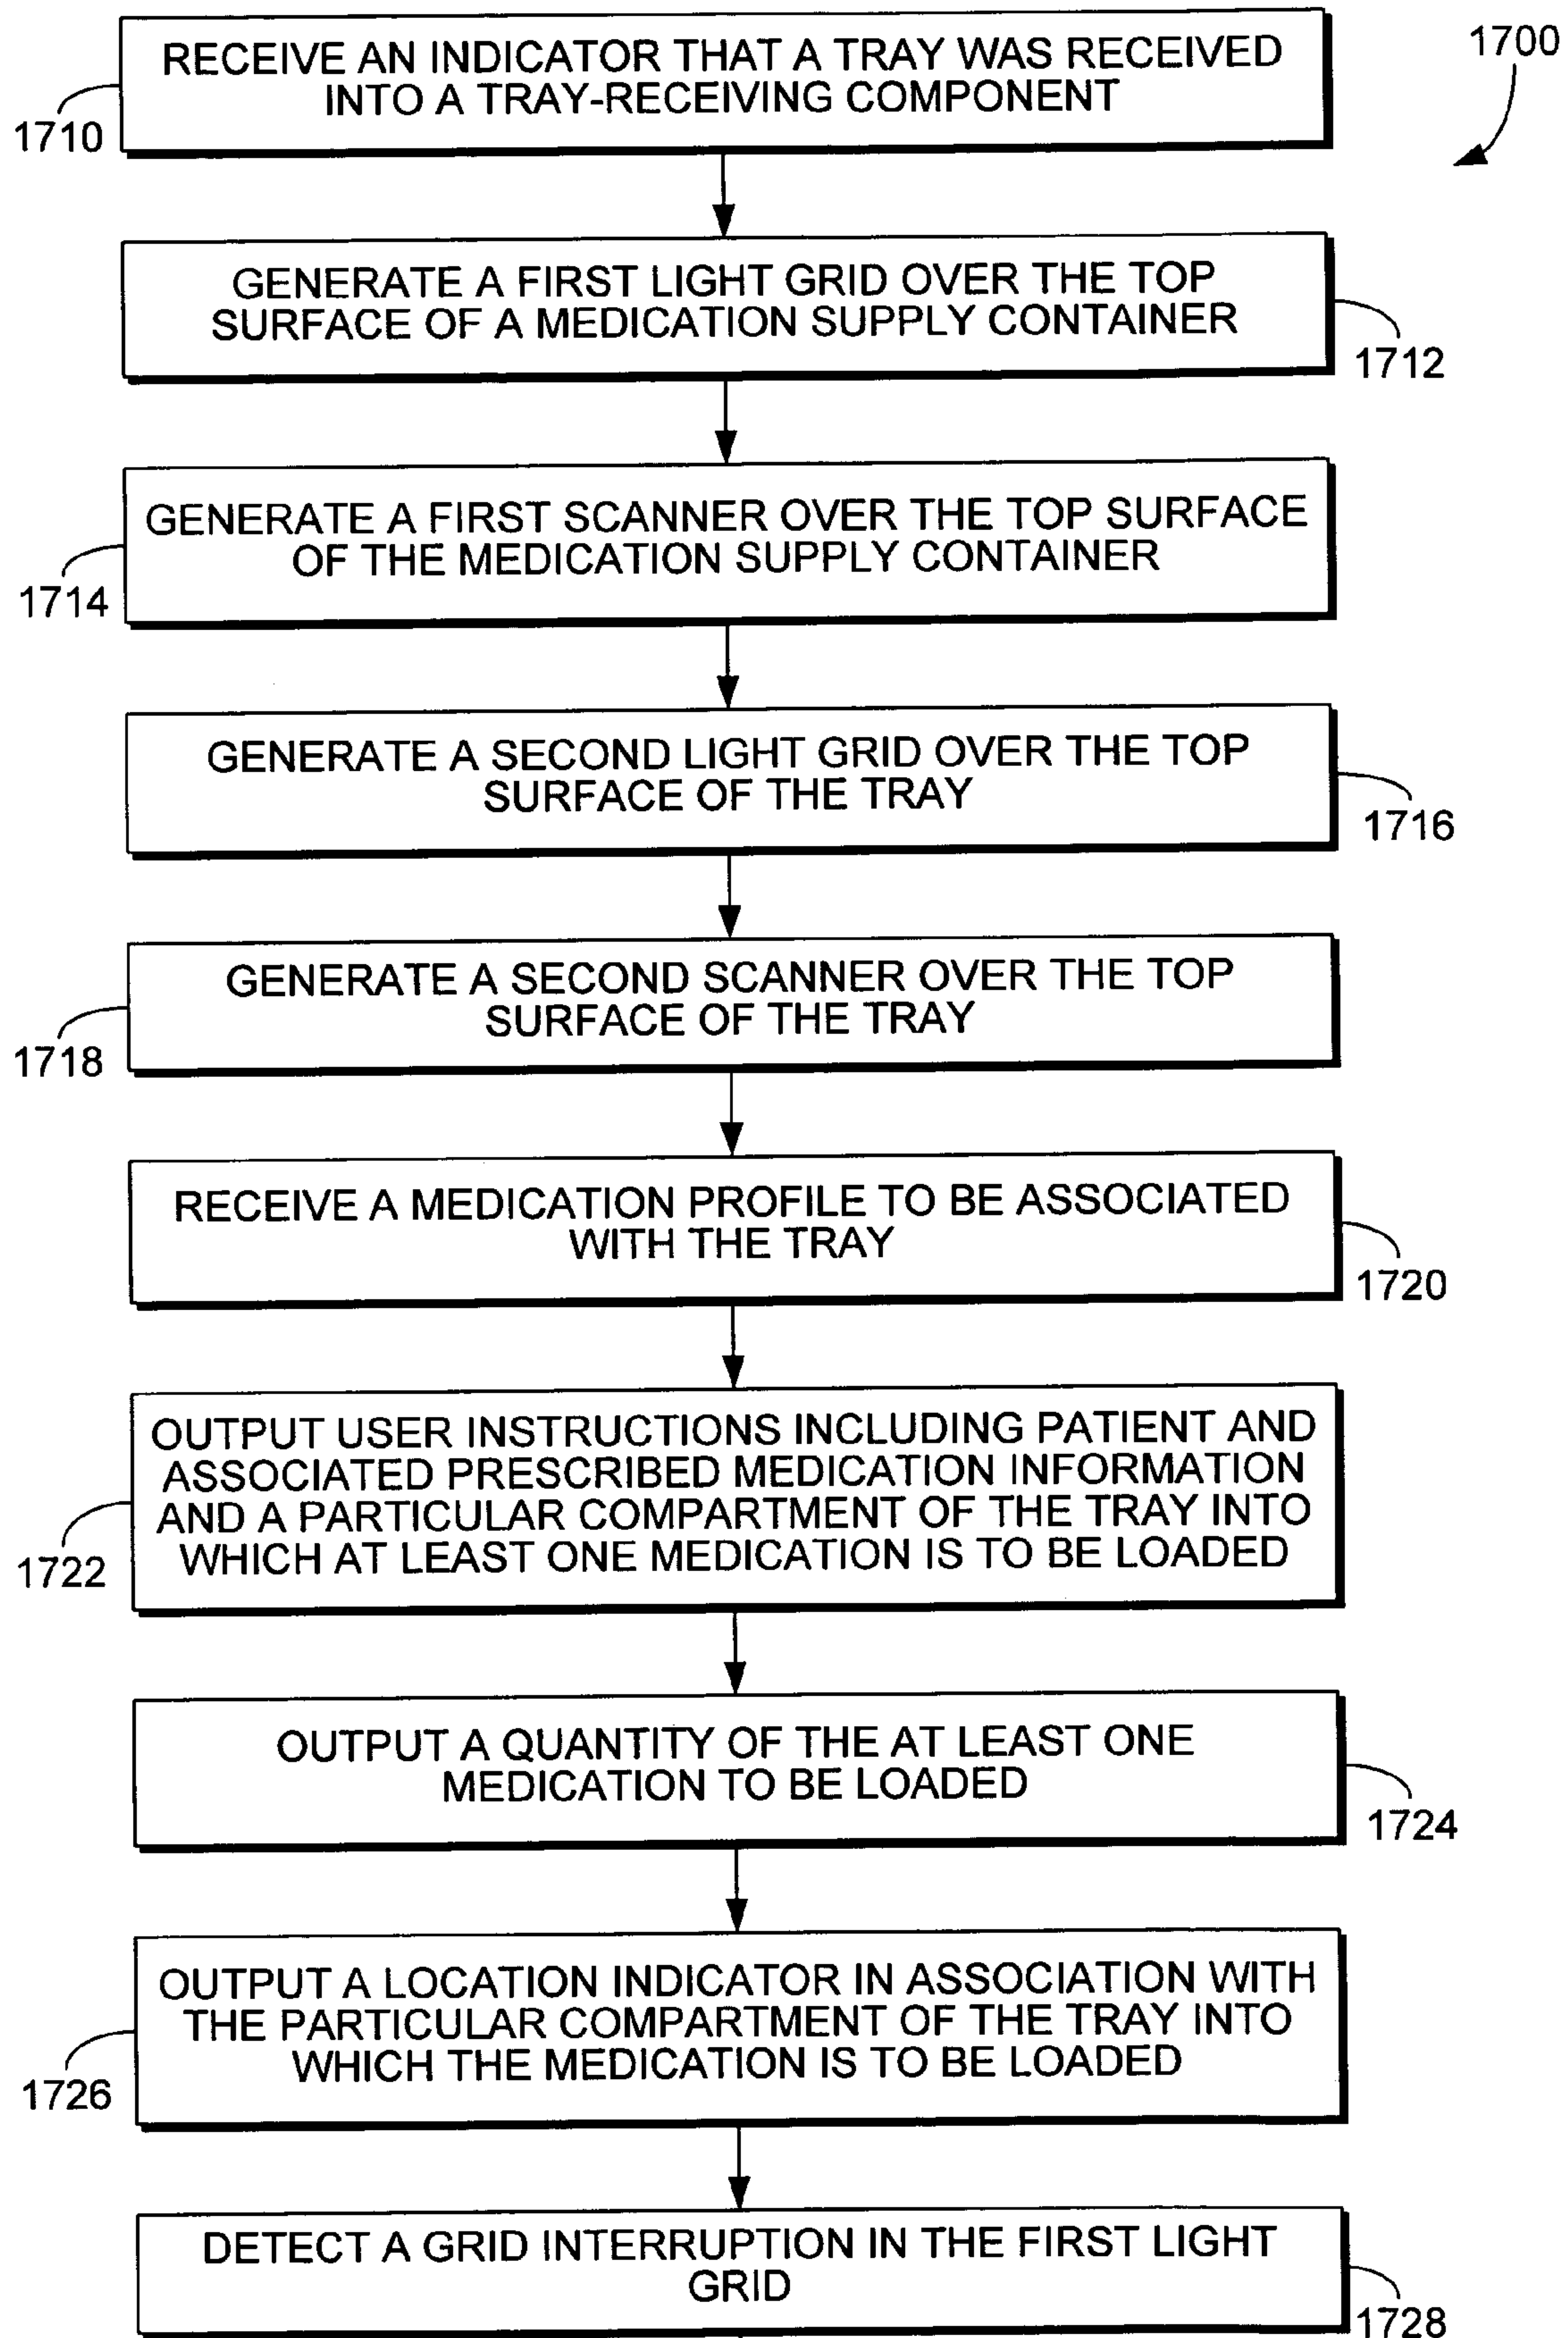 1700
RECEIVE AN INDICATOR THAT A TRAY WAS RECEIVED
INTO A TRAY-RECEIVING COMPONENT
1710
GENERATE A FIRST LIGHT GRID OVER THE TOP
SURFACE OF A MEDICATION SUPPLY CONTAINER
1712
GENERATE A FIRST SCANNER OVER THE TOP SURFACE
OF THE MEDICATION SUPPLY CONTAINER
1714
GENERATE A SECOND LIGHT GRID OVER THE TOP
SURFACE OF THE TRAY
1716
GENERATE A SECOND SCANNER OVER THE TOP
SURFACE OF THE TRAY
1718
RECEIVE A MEDICATION PROFILE TO BE ASSOCIATED
WITH THE TRAY
1720
OUTPUT USER INSTRUCTIONS INCLUDING PATIENT AND
ASSOCIATED PRESCRIBED MEDICATION INFORMATION
AND A PARTICULAR COMPARTMENT OF THE TRAY INTO
WHICH AT LEAST ONE MEDICATION IS TO BE LOADED
1722
OUTPUT A QUANTITY OF THE AT LEAST ONE
MEDICATION TO BE LOADED
1724
OUTPUT A LOCATION INDICATOR IN ASSOCIATION WITH
THE PARTICULAR COMPARTMENT OF THE TRAY INTO
WHICH THE MEDICATION IS TO BE LOADED
1726
DETECT A GRID INTERRUPTION IN THE FIRST LIGHT
GRID
1728